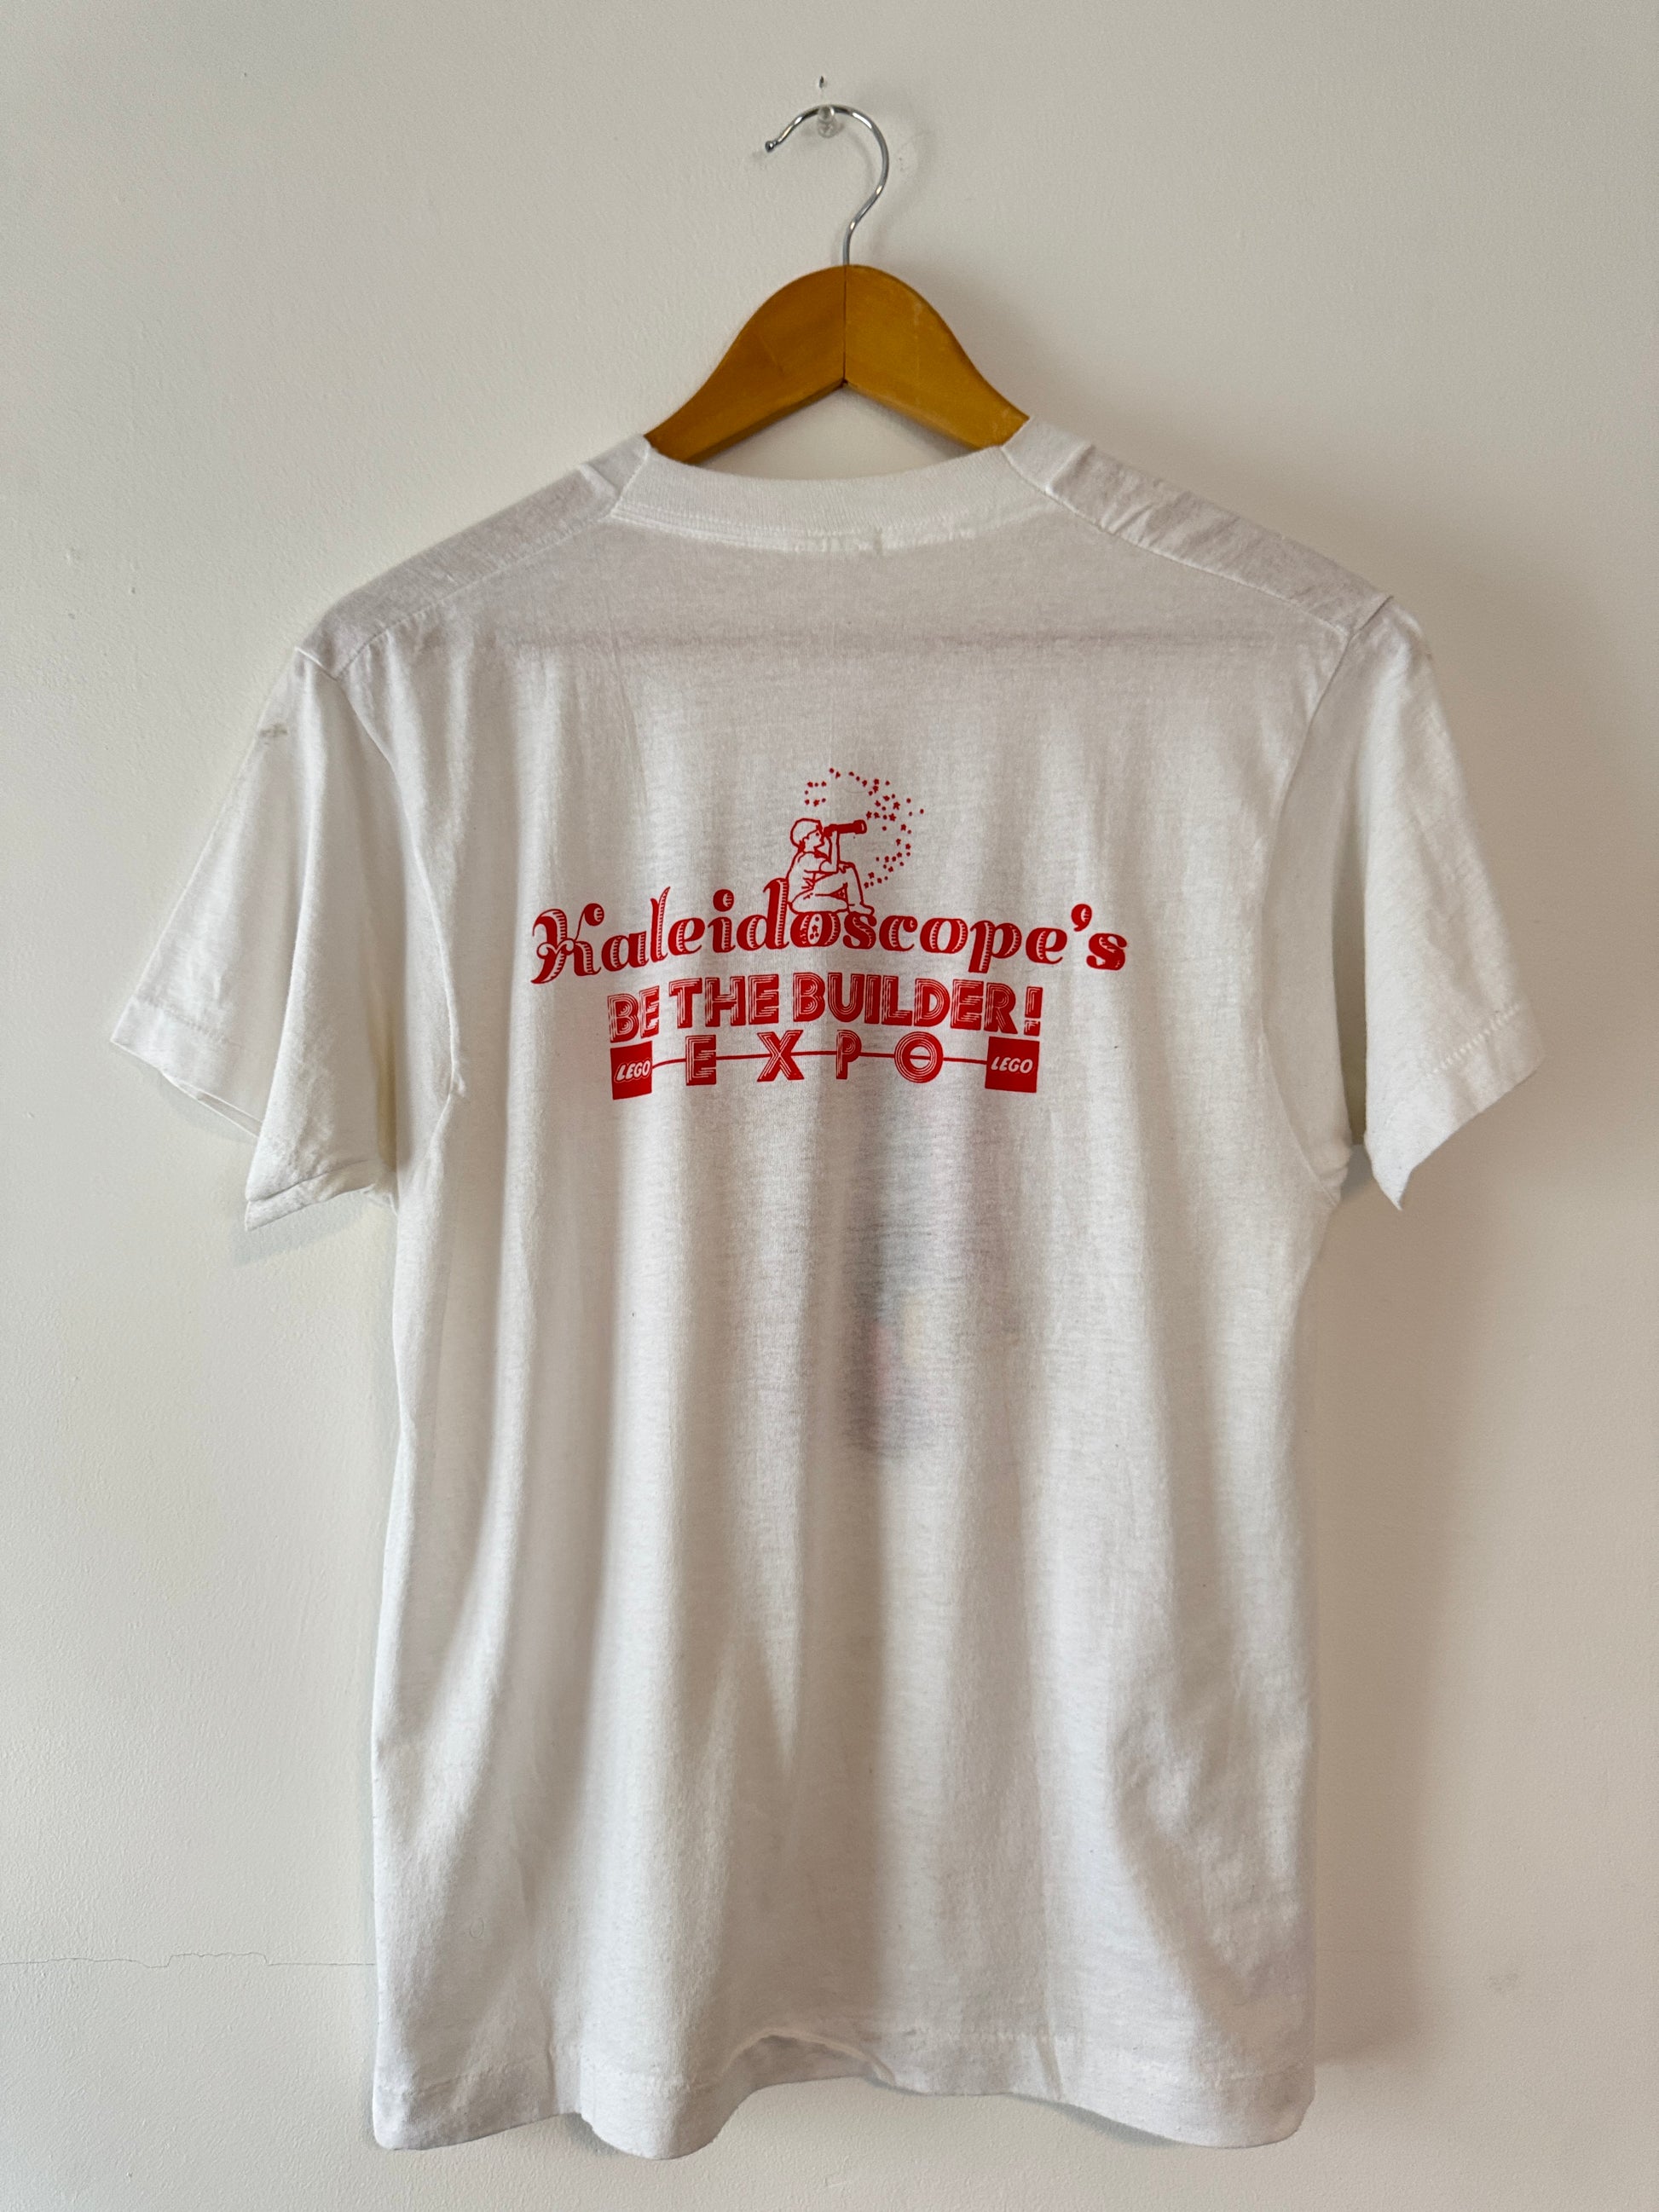 Kaleidoscope's
BE THE BUILDER!
LEGO EXPO LEGO